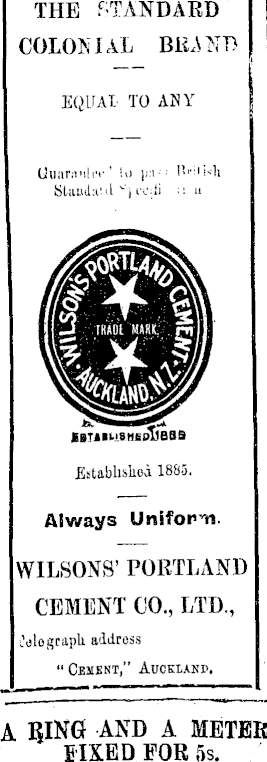 THE STANDARD
COLONIAL BRAND
EQUAL TO ANY
Guaranteed to pass British
Standard Specification
WILSON'S PORTLAND CEMENT.
TRADE MARK
AUCKLAND. N.Z.
ESTABLISHED 1885
Established 1885.
Always Uniform.
WILSONS' PORTLAND
CEMENT CO., LTD.,
Telegraph address
"CEMENT," AUCKLAND.
A RING AND A METER
FIXED FOR 5s.